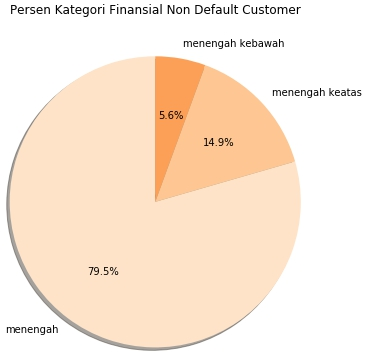 Persen Kategori Finansial Non Default Customer
menengah kebawah
menengah keatas
5.6%
14.9%
79.5%
menengah